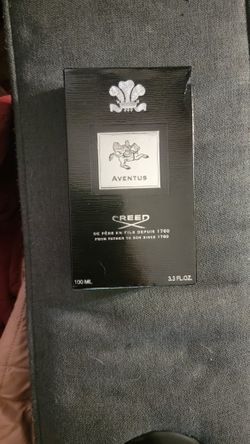 AVENTUS
CREED
DE PÈRE EN FILS DEPUIS 1760
FROM FATHER TO SON SINCE 1760
100 ML
3.3 FL.OZ.